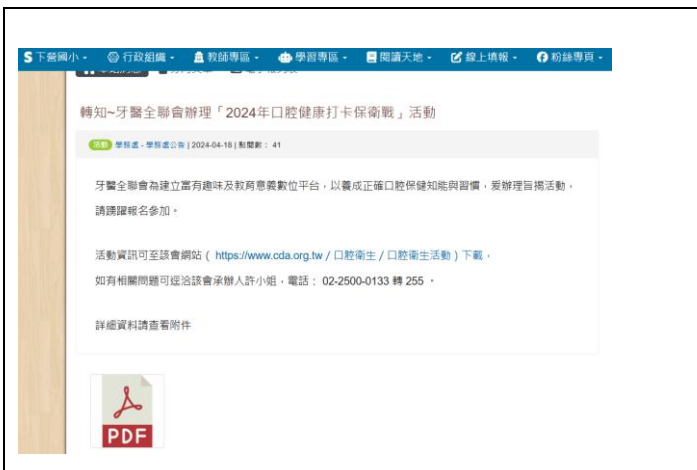 S 下營國小 行政組織 教師專區 學習專區 閱讀天地 線上填報 粉絲專頁
轉知~牙醫全聯會辦理「2024年口腔健康打卡保衛戰」活動
活動 學務處 - 學務處公告 | 2024-04-18 | 點閱數: 41
牙醫全聯會為建立富有趣味及教育意義數位平台,以養成正確口腔保健知能與習慣,爰辦理旨揭活動,
請踴躍報名參加。
活動資訊可至該會網站 ( https://www.cda.org.tw / 口腔衛生 / 口腔衛生活動 ) 下載,
如有相關問題可逕洽該會承辦人許小姐,電話: 02-2500-0133 轉 255 。
詳細資料請查看附件
PDF